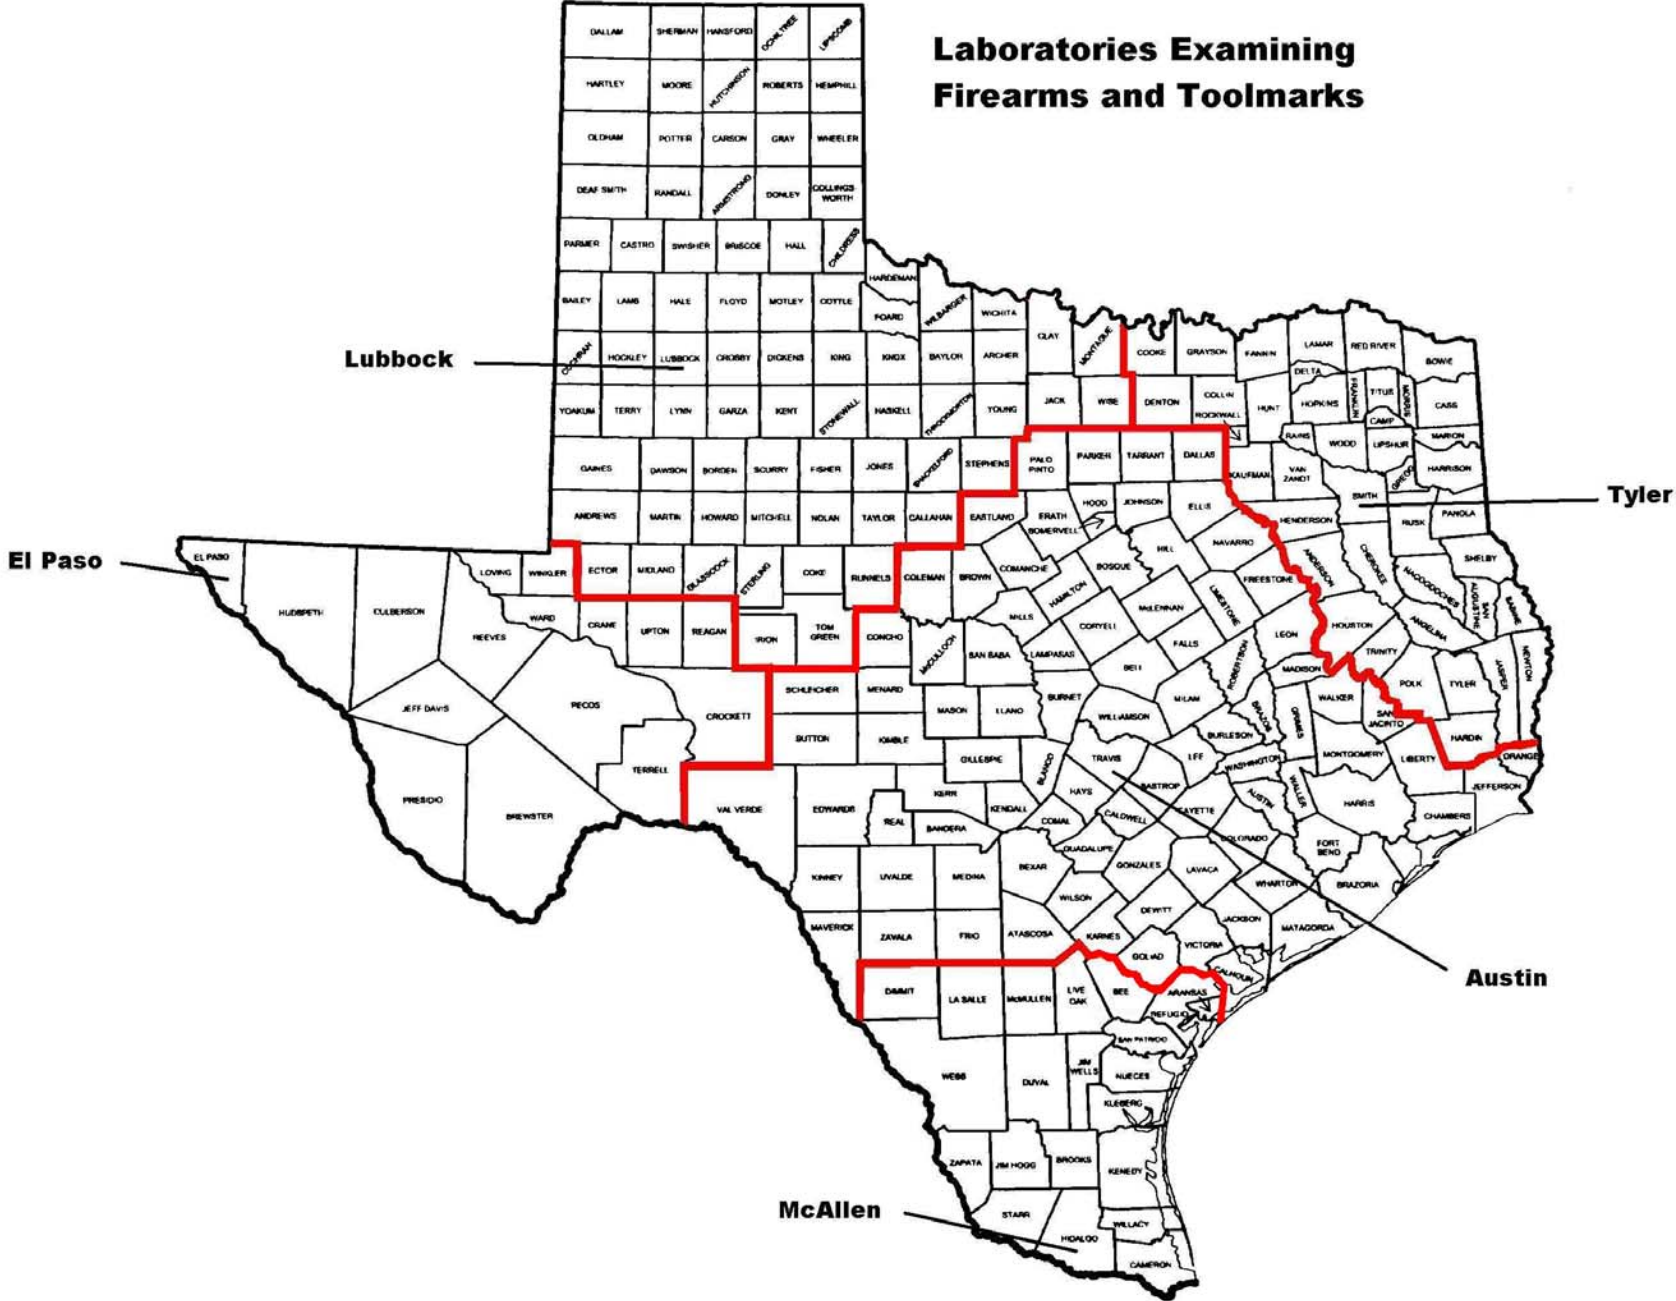 Laboratories Examining
Firearms and Toolmarks
DALLAM SHERMAN HANSFORD OCHILTREE LIPSCOMB
HARTLEY MOORE HUTCHINSON ROBERTS HEMPHILL
OLDHAM POTTER CARSON GRAY WHEELER
DEAF SMITH RANDALL ARMSTRONG DONLEY COLLINGS-
WORTH
PARMER CASTRO SWISHER BRISCOE HALL CHILDRESS
HARDEMAN
BAILEY LAMB HALE FLOYD MOTLEY COTTLE FOARD WILBARGER WICHITA
CLAY MONTAGUE COOKE GRAYSON FANNIN LAMAR RED RIVER BOWIE
Lubbock
COCHRAN HOCKLEY LUBBOCK CROSBY DICKENS KING KNOX BAYLOR ARCHER
DELTA
YOAKUM TERRY LYNN GARZA KENT STONEWALL HASKELL THROCKMORTON YOUNG JACK WISE DENTON COLLIN ROCKWALL HUNT HOPKINS FRANKLIN TITUS MORRIS CASS
CAMP
RAINS WOOD UPSHUR MARION
GAINES DAWSON BORDEN SCURRY FISHER JONES SHACKELFORD STEPHENS PALO
PINTO PARKER TARRANT DALLAS KAUFMAN VAN
ZANDT GREGG HARRISON
SMITH
Tyler
ANDREWS MARTIN HOWARD MITCHELL NOLAN TAYLOR CALLAHAN EASTLAND ERATH HOOD JOHNSON ELLIS HENDERSON RUSK PANOLA
SOMERVELL
El Paso
EL PASO HUDSPETH CULBERSON LOVING WINKLER ECTOR MIDLAND GLASSCOCK STERLING COKE RUNNELS COLEMAN BROWN COMANCHE BOSQUE HILL NAVARRO ANDERSON CHEROKEE SHELBY
HAMILTON FREESTONE NACOGDOCHES
REEVES WARD CRANE UPTON REAGAN IRION TOM
GREEN CONCHO McCULLOCH MILLS CORYELL McLENNAN LIMESTONE HOUSTON ANGELINA SAN
AUGUSTINE SABINE
SAN BABA LAMPASAS BELL FALLS LEON TRINITY
ROBERTSON MADISON JASPER NEWTON
JEFF DAVIS PECOS CROCKETT SCHLEICHER MENARD MASON LLANO BURNET WILLIAMSON MILAM BRAZOS GRIMES WALKER POLK TYLER
SAN
JACINTO
SUTTON KIMBLE GILLESPIE BLANCO TRAVIS LEE BURLESON WASHINGTON MONTGOMERY LIBERTY HARDIN ORANGE
PRESIDIO BREWSTER TERRELL VAL VERDE EDWARDS KERR KENDALL HAYS BASTROP AUSTIN WALLER HARRIS JEFFERSON
REAL BANDERA COMAL CALDWELL FAYETTE CHAMBERS
COLORADO FORT
BEND
GUADALUPE
KINNEY UVALDE MEDINA BEXAR GONZALES LAVACA WHARTON BRAZORIA
WILSON DEWITT JACKSON MATAGORDA
MAVERICK ZAVALA FRIO ATASCOSA KARNES GOLIAD VICTORIA
CALHOUN
Austin
DIMMIT LA SALLE McMULLEN LIVE
OAK BEE ARANSAS
REFUGIO
SAN PATRICIO
WEBB DUVAL JIM
WELLS NUECES
KLEBERG
ZAPATA JIM HOGG BROOKS KENEDY
McAllen
STARR HIDALGO WILLACY
CAMERON